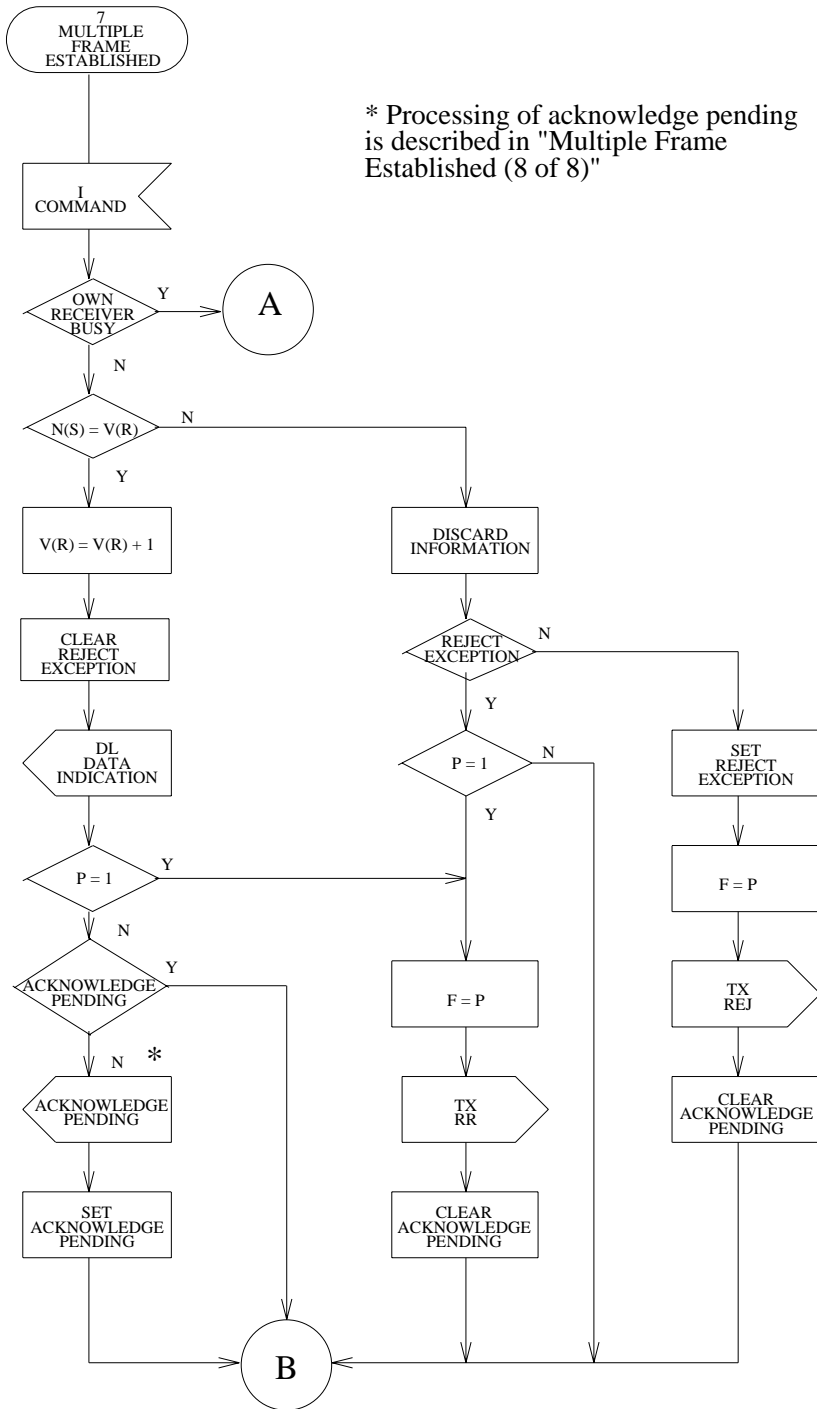 7
MULTIPLE
FRAME
ESTABLISHED
* Processing of acknowledge pending
is described in "Multiple Frame
Established (8 of 8)"
I
COMMAND
OWN
RECEIVER
BUSY
Y
A
N
N(S) = V(R)
N
Y
V(R) = V(R) + 1
DISCARD
INFORMATION
CLEAR
REJECT
EXCEPTION
REJECT
EXCEPTION
N
Y
DL
DATA
INDICATION
P = 1
N
Y
SET
REJECT
EXCEPTION
P = 1
Y
N
F = P
ACKNOWLEDGE
PENDING
Y
N
*
F = P
TX
REJ
ACKNOWLEDGE
PENDING
TX
RR
CLEAR
ACKNOWLEDGE
PENDING
SET
ACKNOWLEDGE
PENDING
CLEAR
ACKNOWLEDGE
PENDING
B